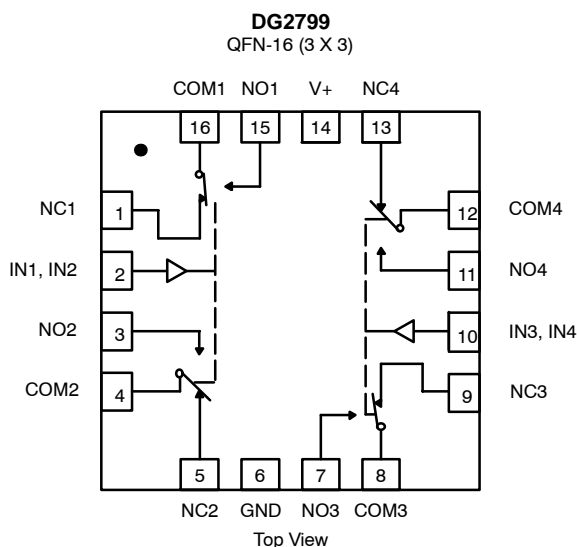 DG2799
QFN-16 (3 X 3)
COM1 NO1 V+ NC4
16 15 14 13
NC1 1 12 COM4
IN1, IN2 2 11 NO4
NO2 3 10 IN3, IN4
COM2 4 9 NC3
5 6 7 8
NC2 GND NO3 COM3
Top View